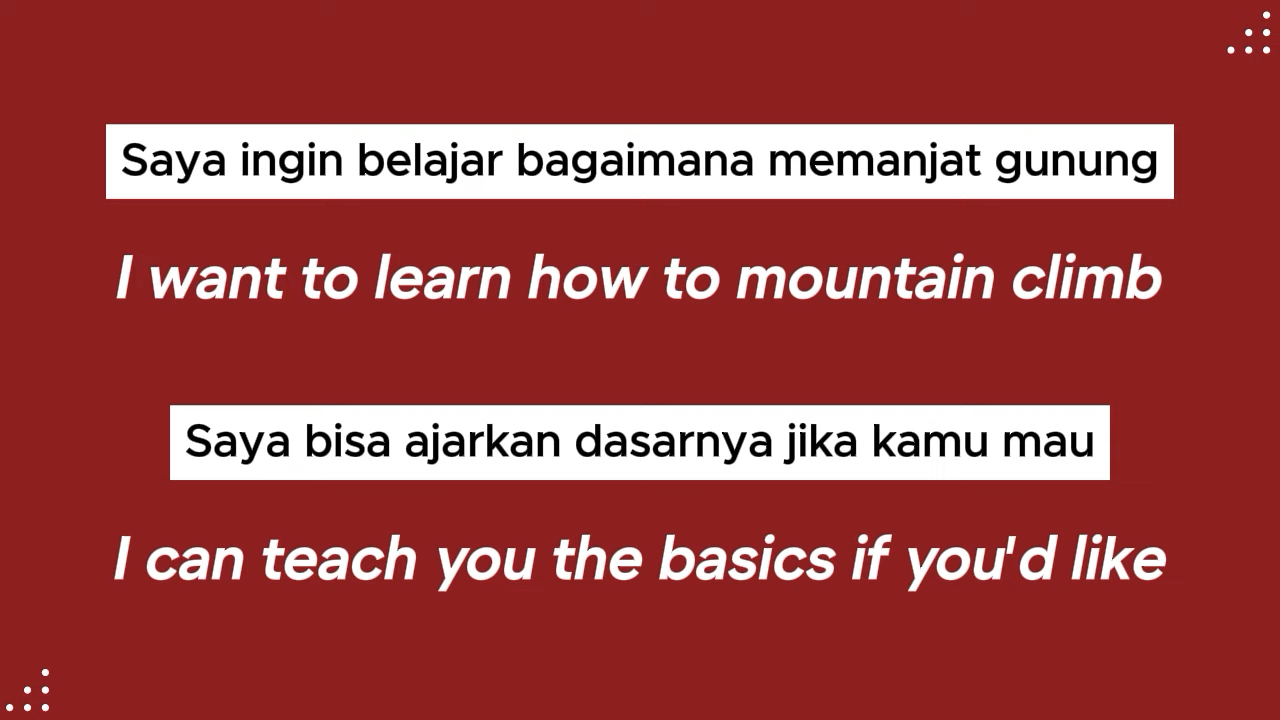 Saya ingin belajar bagaimana memanjat gunung
I want to learn how to mountain climb
Saya bisa ajarkan dasarnya jika kamu mau
I can teach you the basics if you'd like